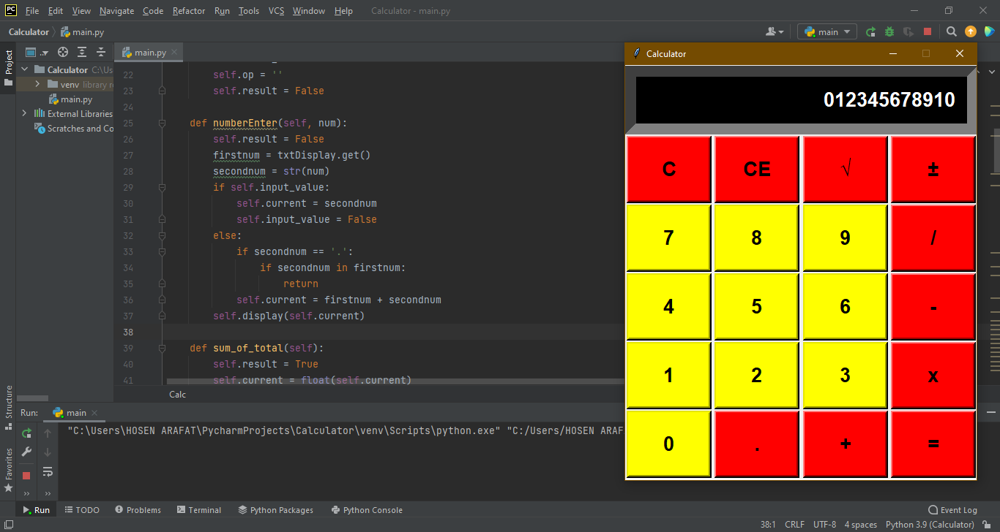 PC File Edit View Navigate Code Refactor Run Tools VCS Window Help Calculator - main.py
Calculator main.py main
Project .. main.py
Calculator C:\Us
venv library r
main.py
External Libraries
Scratches and Co
22 self.op = ''
23 self.result = False
24
25 def numberEnter(self, num):
26 self.result = False
27 firstnum = txtDisplay.get()
28 secondnum = str(num)
29 if self.input_value:
30 self.current = secondnum
31 self.input_value = False
32 else:
33 if secondnum == '.':
34 if secondnum in firstnum:
35 return
36 self.current = firstnum + secondnum
37 self.display(self.current)
38
39 def sum_of_total(self):
40 self.result = True
41 self.current = float(self.current)
Calc
Calculator
012345678910
C CE √ ±
7 8 9 /
4 5 6 -
1 2 3 x
0 . + =
Structure
Favorites
Run: main
"C:\Users\HOSEN ARAFAT\PycharmProjects\Calculator\venv\Scripts\python.exe" "C:/Users/HOSEN ARAF
Run TODO Problems Terminal Python Packages Python Console Event Log
38:1 CRLF UTF-8 4 spaces Python 3.9 (Calculator)